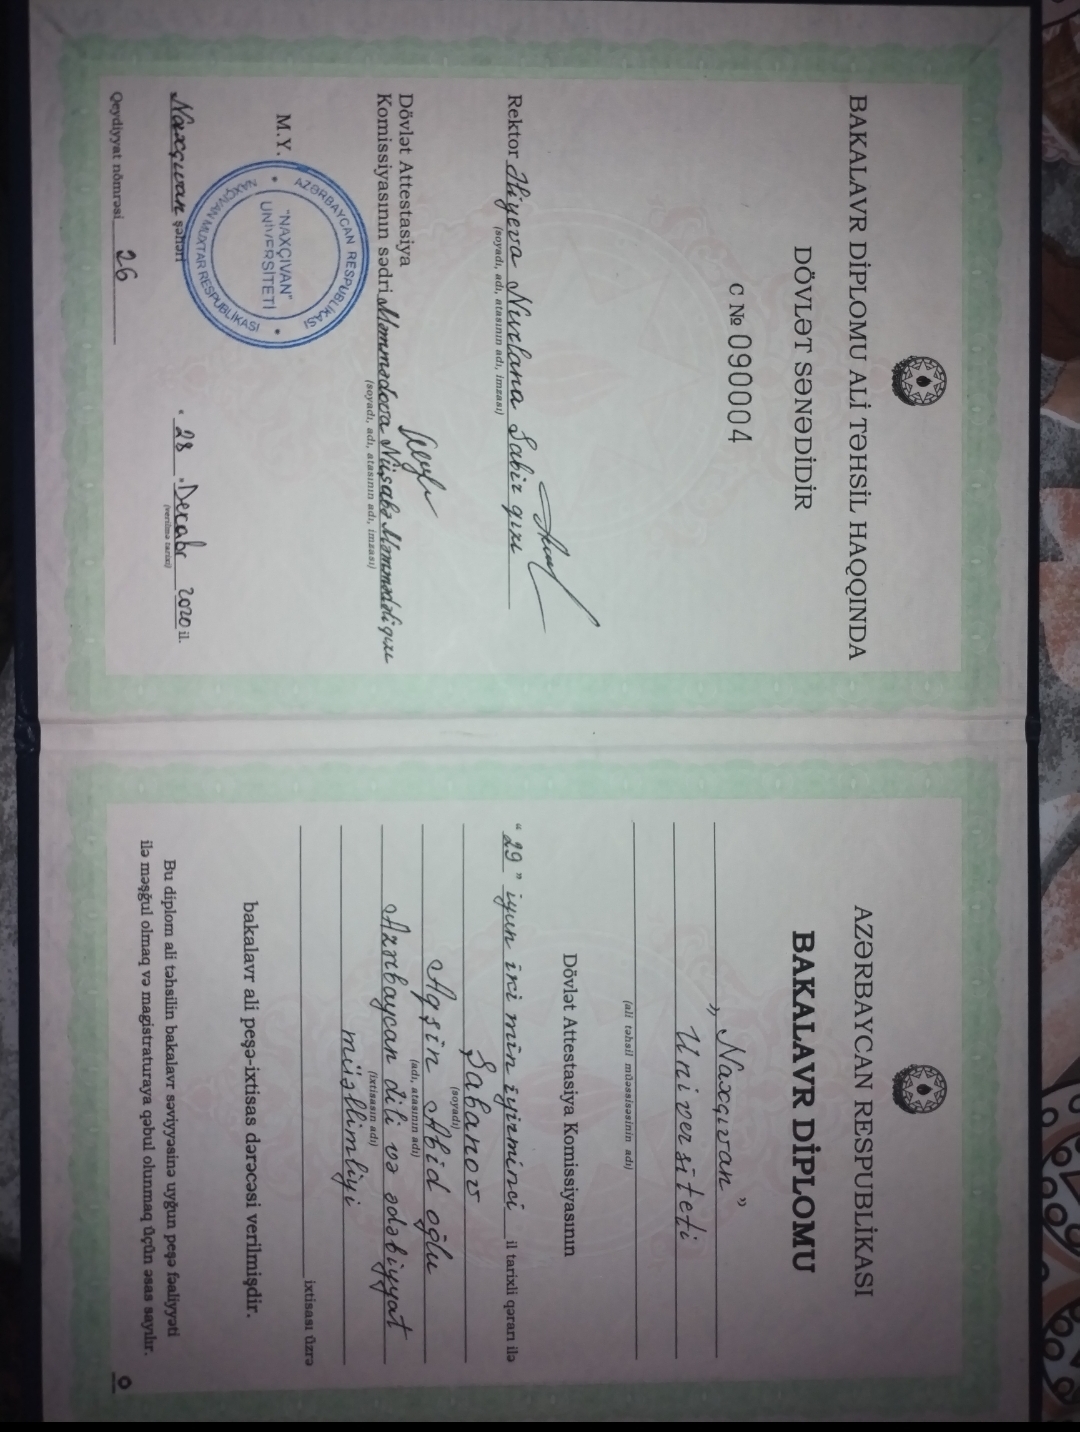 BAKALAVR DİPLOMU ALİ TƏHSİL HAQQINDA
DÖVLƏT SƏNƏDİDİR
C № 090004
Rektor Əliyeva Nurlana Sabir qızı
(soyadı, adı, atasının adı, imzası)
Dövlət Attestasiya
Komissiyasının sədri Məmmədova Nüşabə Məmmədəli qızı
(soyadı, adı, atasının adı, imzası)
M.Y.
AZƏRBAYCAN RESPUBLİKASI
NAXÇIVAN MUXTAR RESPUBLİKASI
"NAXÇIVAN"
UNİVERSİTETİ
Naxçıvan şəhəri
" 28 " Dekabr 2020 il.
(verilmə tarixi)
Qeydiyyat nömrəsi 26
AZƏRBAYCAN RESPUBLİKASI
BAKALAVR DİPLOMU
„ Naxçıvan ”
Universiteti
(ali təhsil müəssisəsinin adı)
Dövlət Attestasiya Komissiyasının
“ 29 ” iyun iki min iyirminci il tarixli qərarı ilə
Şabanov
(soyadı)
Aqşin Abid oğlu
(adı, atasının adı)
Azərbaycan dili və ədəbiyyat
(ixtisasın adı)
müəllimliyi
ixtisası üzrə
bakalavr ali peşə-ixtisas dərəcəsi verilmişdir.
Bu diplom ali təhsilin bakalavr səviyyəsinə uyğun peşə fəaliyyəti
ilə məşğul olmaq və magistraturaya qəbul olunmaq üçün əsas sayılır.